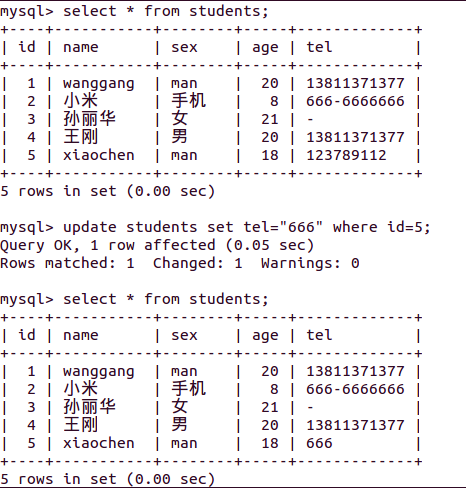 mysql> select * from students;
+----+-----------+--------+-----+-------------+
| id | name      | sex    | age | tel         |
+----+-----------+--------+-----+-------------+
|  1 | wanggang  | man    |  20 | 13811371377 |
|  2 | 小米      | 手机   |   8 | 666-6666666 |
|  3 | 孙丽华    | 女     |  21 | -           |
|  4 | 王刚      | 男     |  20 | 13811371377 |
|  5 | xiaochen  | man    |  18 | 123789112   |
+----+-----------+--------+-----+-------------+
5 rows in set (0.00 sec)
mysql> update students set tel="666" where id=5;
Query OK, 1 row affected (0.05 sec)
Rows matched: 1  Changed: 1  Warnings: 0
mysql> select * from students;
+----+-----------+--------+-----+-------------+
| id | name      | sex    | age | tel         |
+----+-----------+--------+-----+-------------+
|  1 | wanggang  | man    |  20 | 13811371377 |
|  2 | 小米      | 手机   |   8 | 666-6666666 |
|  3 | 孙丽华    | 女     |  21 | -           |
|  4 | 王刚      | 男     |  20 | 13811371377 |
|  5 | xiaochen  | man    |  18 | 666         |
+----+-----------+--------+-----+-------------+
5 rows in set (0.00 sec)